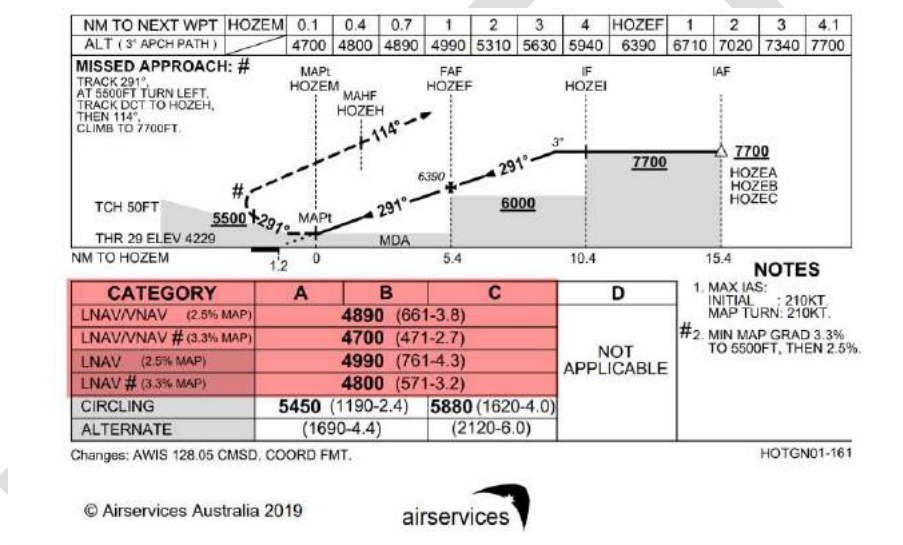 NM TO NEXT WPT HOZEM 0.1 0.4 0.7 1 2 3 4 HOZEF 1 2 3 4.1
ALT ( 3° APCH PATH ) 4700 4800 4890 4990 5310 5630 5940 6390 6710 7020 7340 7700
MISSED APPROACH: #
TRACK 291°,
AT 5500FT TURN LEFT,
TRACK DCT TO HOZEH,
THEN 114°,
CLIMB TO 7700FT.
MAPt
HOZEM
MAHF
HOZEH
FAF
HOZEF
IF
HOZEI
IAF
114°
3°
291°
6390
7700
7700
HOZEA
HOZEB
HOZEC
#
291°
6000
TCH 50FT
5500
291°
MAPt
THR 29 ELEV 4229
MDA
NM TO HOZEM
1.2 0 5.4 10.4 15.4
NOTES
1. MAX IAS:
INITIAL : 210KT.
MAP TURN: 210KT.
#2. MIN MAP GRAD 3.3%
TO 5500FT, THEN 2.5%.
CATEGORY A B C D
LNAV/VNAV (2.5% MAP) 4890 (661-3.8)
LNAV/VNAV # (3.3% MAP) 4700 (471-2.7)
LNAV (2.5% MAP) 4990 (761-4.3)
LNAV # (3.3% MAP) 4800 (571-3.2)
NOT
APPLICABLE
CIRCLING 5450 (1190-2.4) 5880 (1620-4.0)
ALTERNATE (1690-4.4) (2120-6.0)
Changes: AWIS 128.05 CMSD, COORD FMT.
HOTGN01-161
© Airservices Australia 2019
airservices